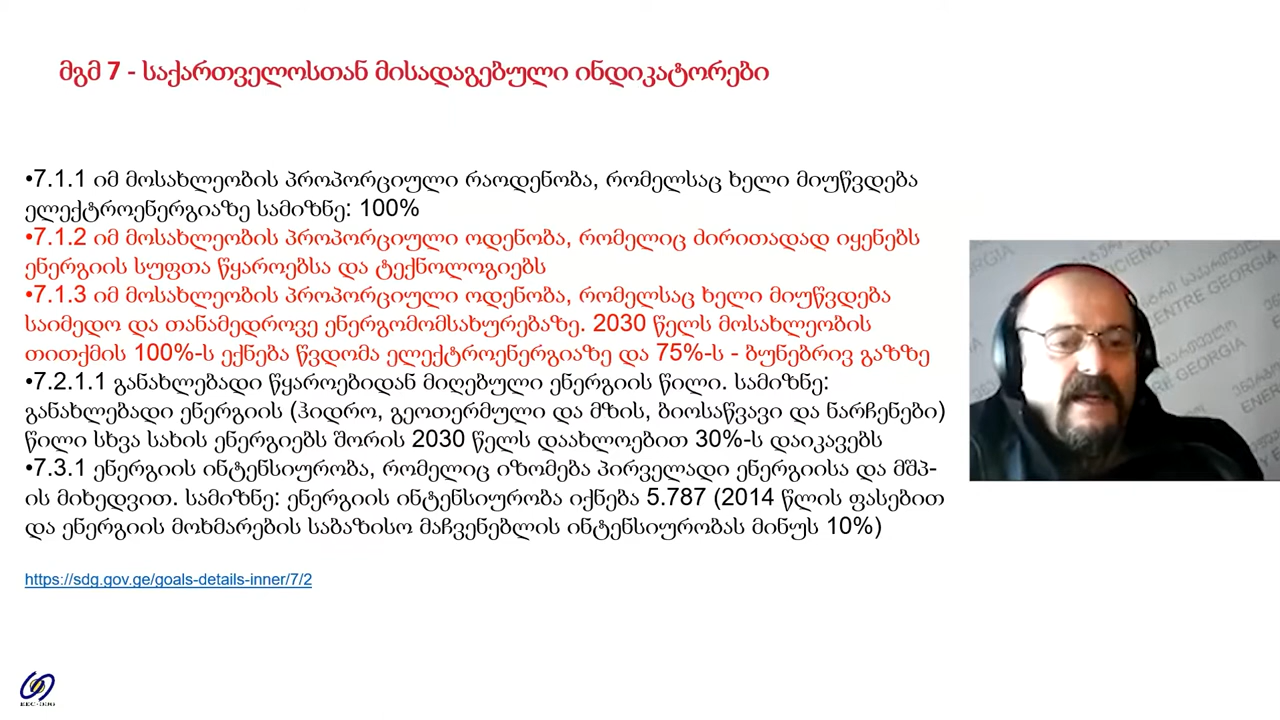 მგმ 7 - საქართველოსთან მისადაგებული ინდიკატორები
•7.1.1 იმ მოსახლეობის პროპორციული რაოდენობა, რომელსაც ხელი მიუწვდება
ელექტროენერგიაზე სამიზნე: 100%
•7.1.2 იმ მოსახლეობის პროპორციული ოდენობა, რომელიც ძირითადად იყენებს
ენერგიის სუფთა წყაროებსა და ტექნოლოგიებს
•7.1.3 იმ მოსახლეობის პროპორციული ოდენობა, რომელსაც ხელი მიუწვდება
საიმედო და თანამედროვე ენერგომომსახურებაზე. 2030 წელს მოსახლეობის
თითქმის 100%-ს ექნება წვდომა ელექტროენერგიაზე და 75%-ს - ბუნებრივ გაზზე
•7.2.1.1 განახლებადი წყაროებიდან მიღებული ენერგიის წილი. სამიზნე:
განახლებადი ენერგიის (ჰიდრო, გეოთერმული და მზის, ბიოსაწვავი და ნარჩენები)
წილი სხვა სახის ენერგიებს შორის 2030 წელს დაახლოებით 30%-ს დაიკავებს
•7.3.1 ენერგიის ინტენსიურობა, რომელიც იზომება პირველადი ენერგიისა და მშპ-
ის მიხედვით. სამიზნე: ენერგიის ინტენსიურობა იქნება 5.787 (2014 წლის ფასებით
და ენერგიის მოხმარების საბაზისო მაჩვენებლის ინტენსიურობას მინუს 10%)
https://sdg.gov.ge/goals-details-inner/7/2
CENTRE GEORGIA